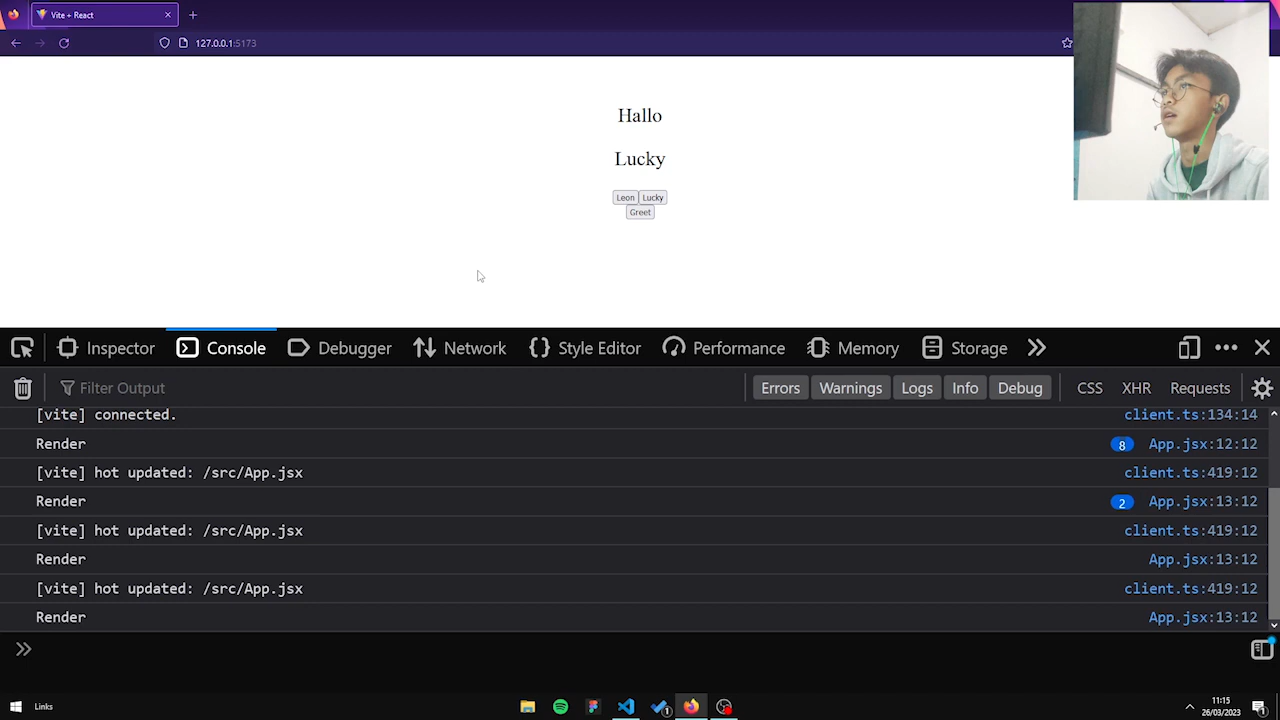 Vite + React
127.0.0.1:5173
Hallo
Lucky
Leon Lucky
Greet
Inspector Console Debugger Network Style Editor Performance Memory Storage
Filter Output Errors Warnings Logs Info Debug CSS XHR Requests
[vite] connected. client.ts:134:14
Render 8 App.jsx:12:12
[vite] hot updated: /src/App.jsx client.ts:419:12
Render 2 App.jsx:13:12
[vite] hot updated: /src/App.jsx client.ts:419:12
Render App.jsx:13:12
[vite] hot updated: /src/App.jsx client.ts:419:12
Render App.jsx:13:12
Links 1 11:15
26/03/2023 1